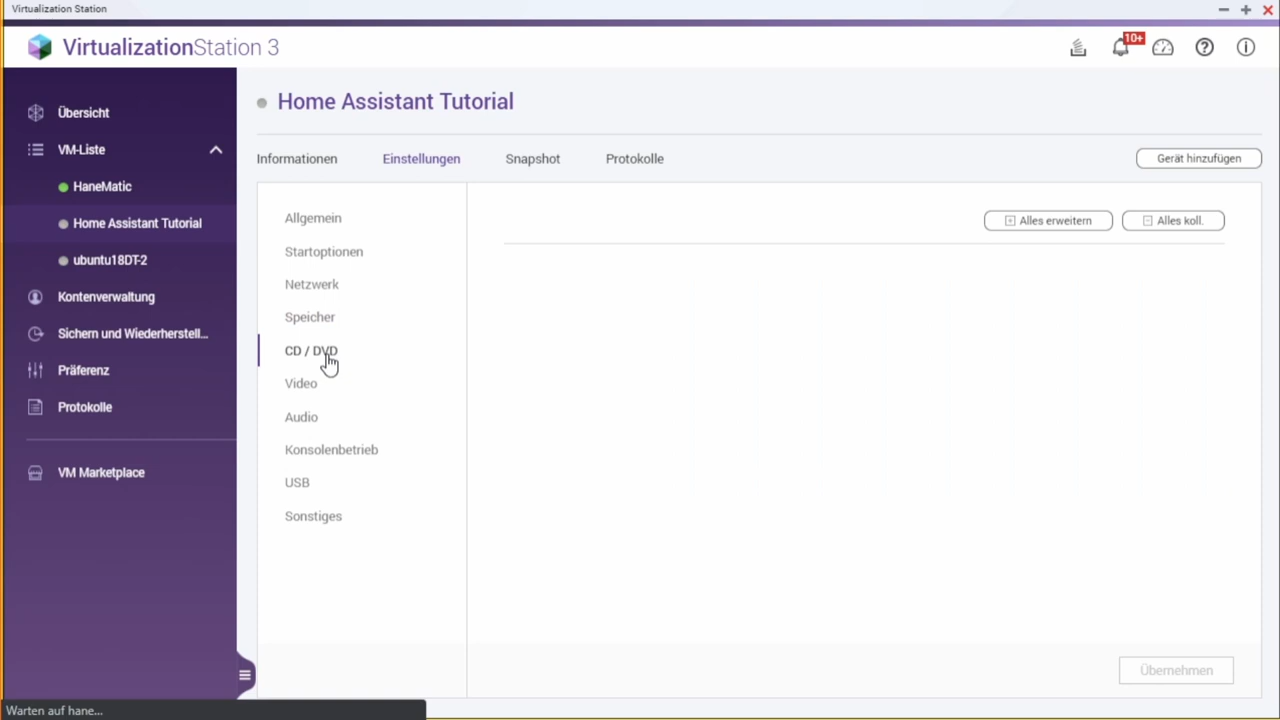 Virtualization Station
VirtualizationStation 3
10+
Übersicht
VM-Liste
HaneMatic
Home Assistant Tutorial
ubuntu18DT-2
Kontenverwaltung
Sichern und Wiederherstell...
Präferenz
Protokolle
VM Marketplace
Home Assistant Tutorial
Informationen
Einstellungen
Snapshot
Protokolle
Gerät hinzufügen
Allgemein
Startoptionen
Netzwerk
Speicher
CD / DVD
Video
Audio
Konsolenbetrieb
USB
Sonstiges
Alles erweitern
Alles koll.
Übernehmen
Warten auf hane...